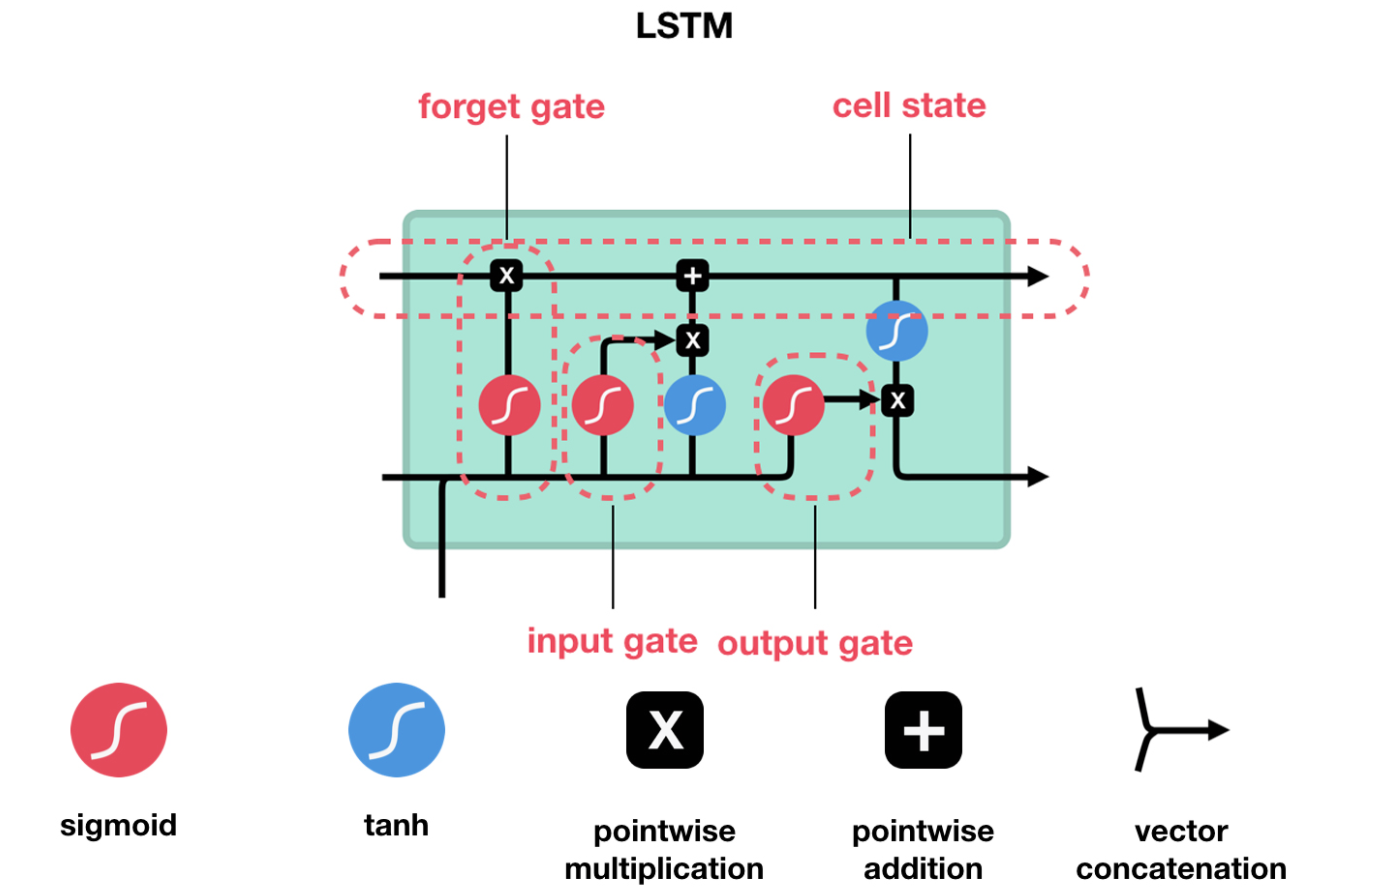 LSTM
forget gate
cell state
X
+
X
X
input gate
output gate
X
+
sigmoid
tanh
pointwise
multiplication
pointwise
addition
vector
concatenation